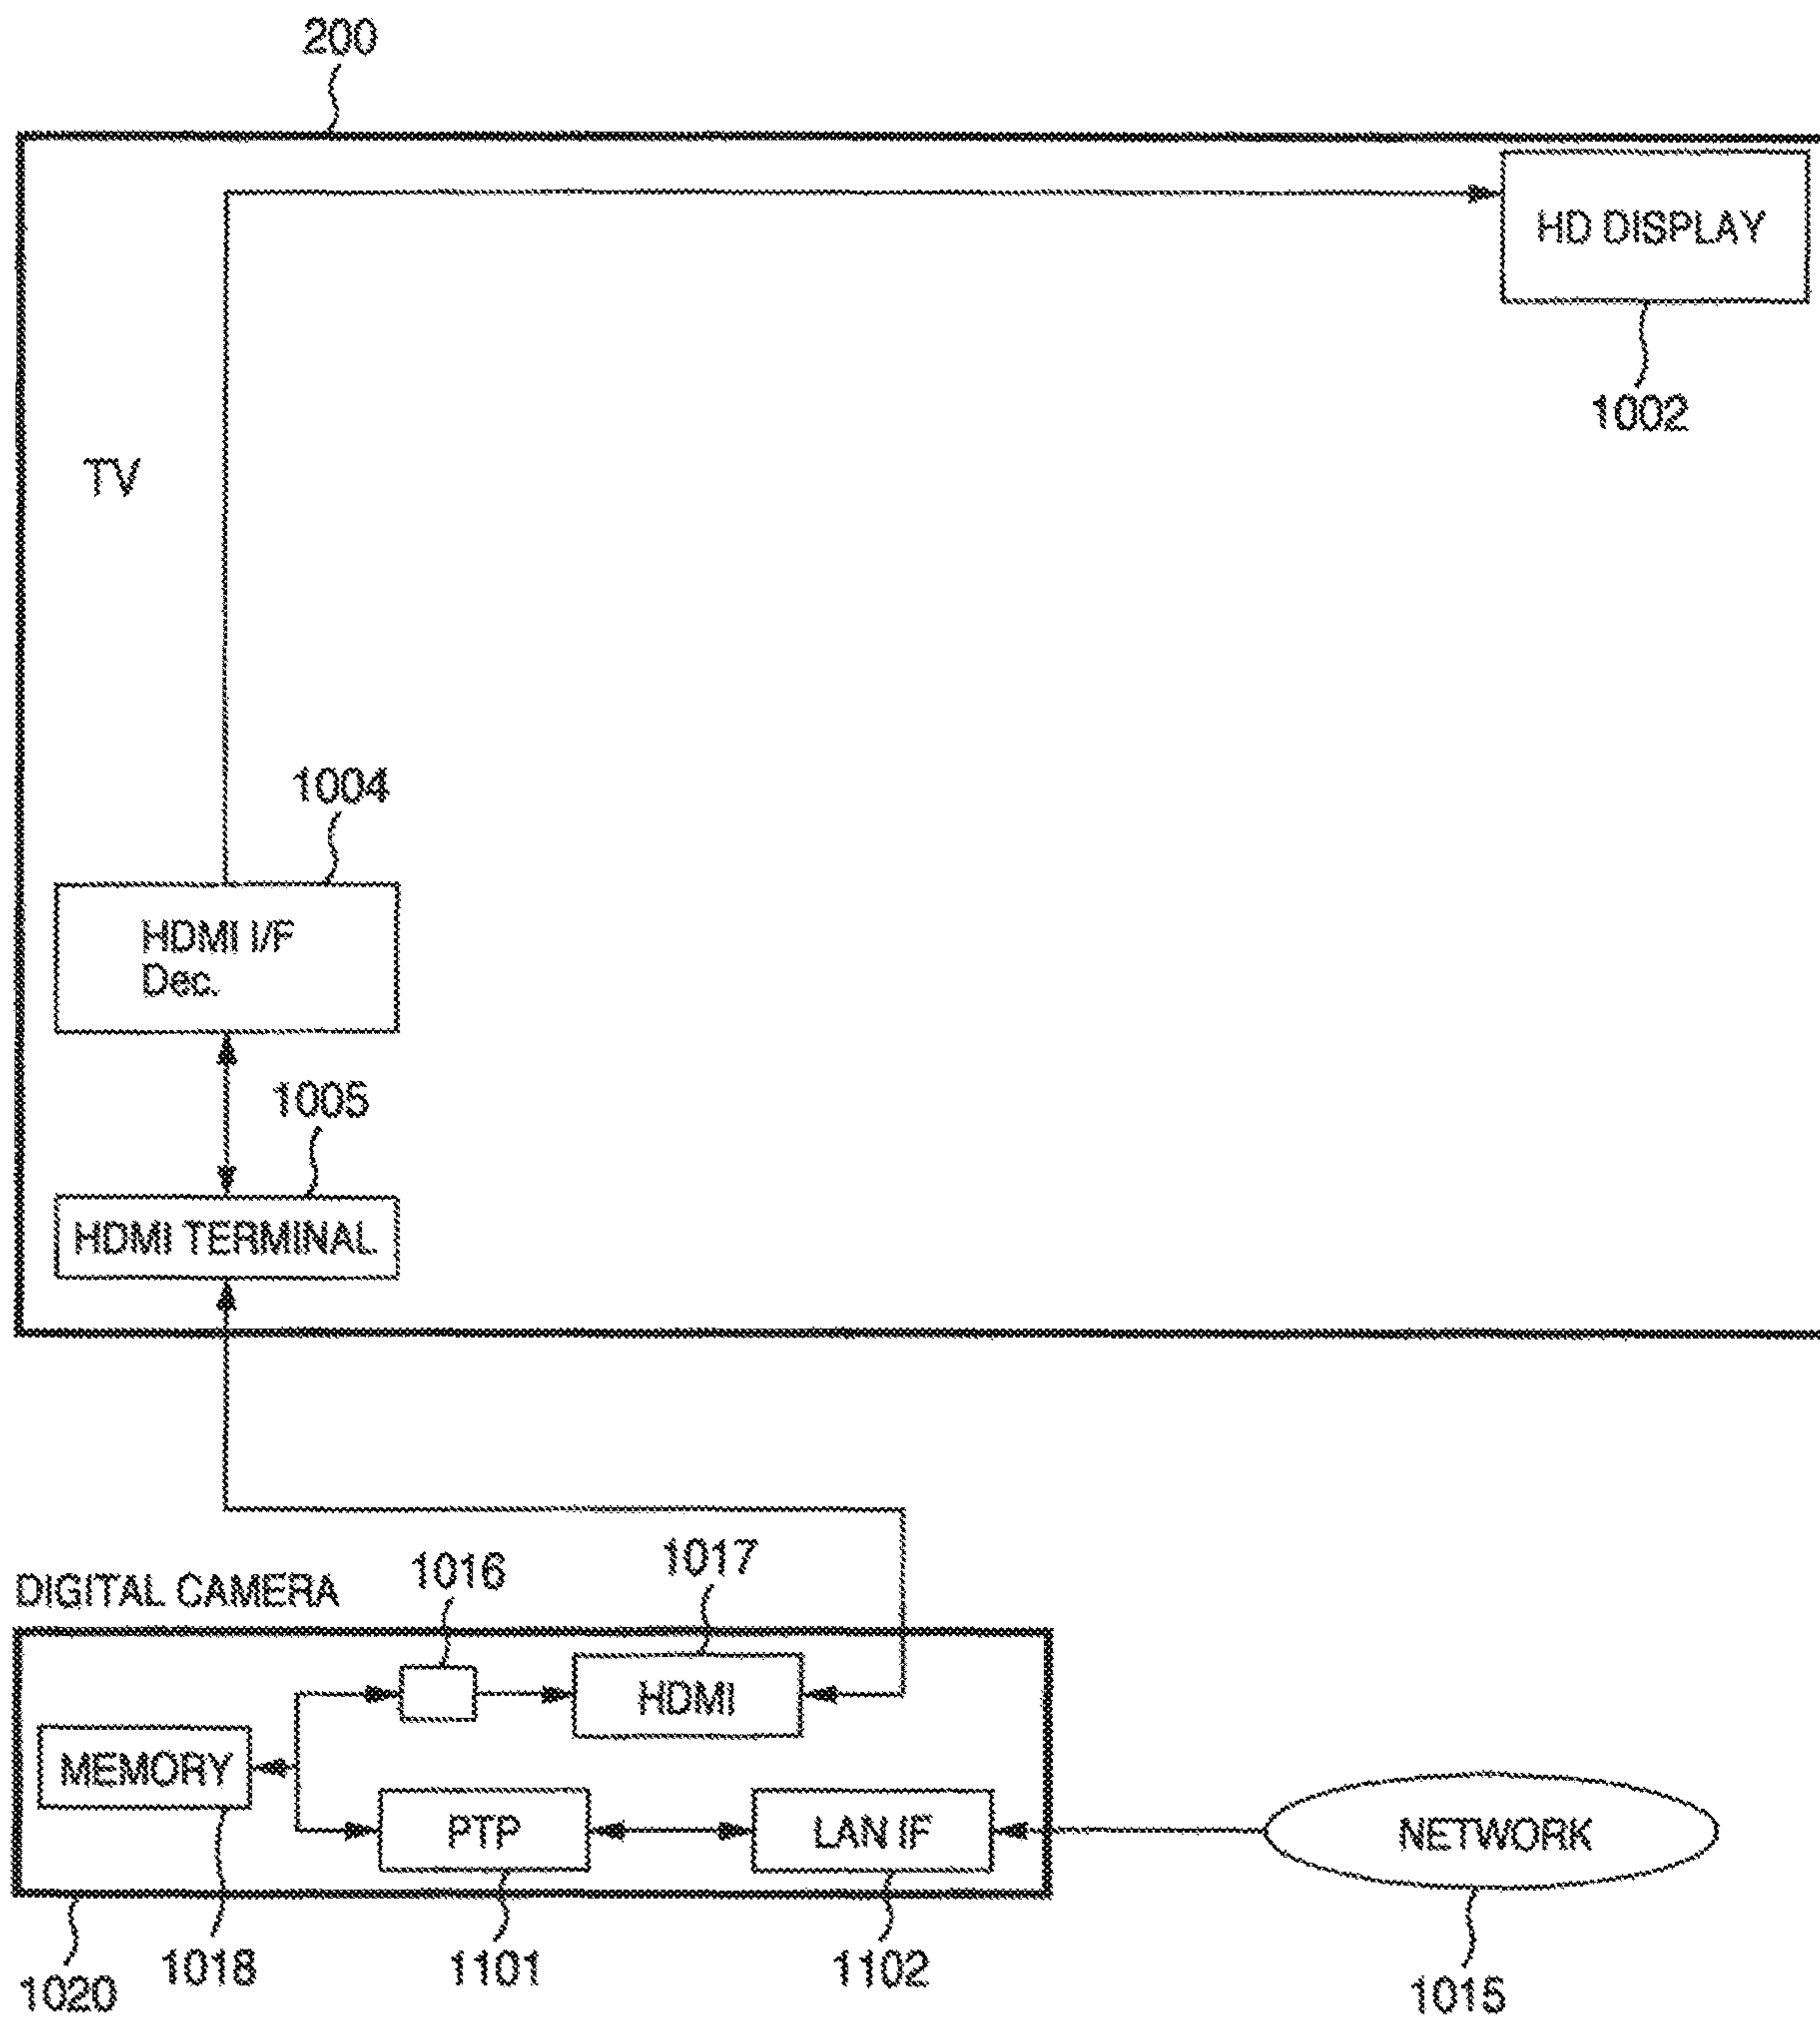 200
HD DISPLAY
1002
TV
1004
HDMI I/F
Dec.
1005
HDMI TERMINAL
DIGITAL CAMERA
1016
1017
HDMI
MEMORY
PTP
LAN IF
NETWORK
1020
1018
1101
1102
1015